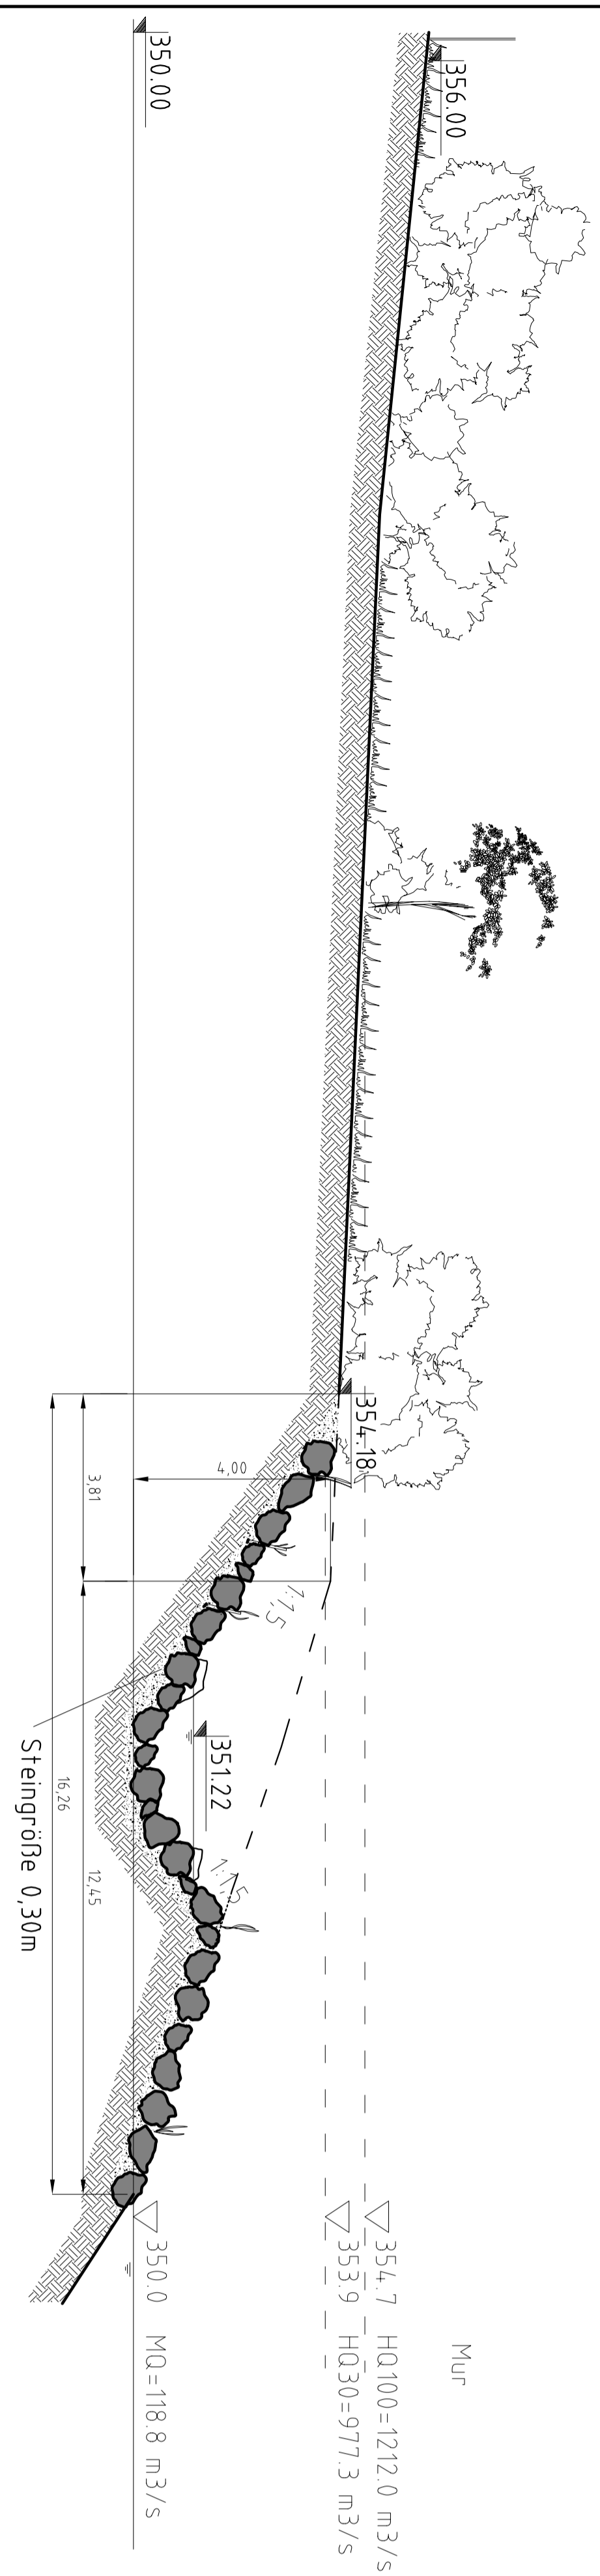 350.00
356.00
354.18
4,00
3,81
1:1,5
351.22
1:1,5
16,26
12,45
Steingröße 0,30m
Mur
354.7 HQ100=1212.0 m3/s
353.9 HQ30=977.3 m3/s
350.0 MQ=118.8 m3/s